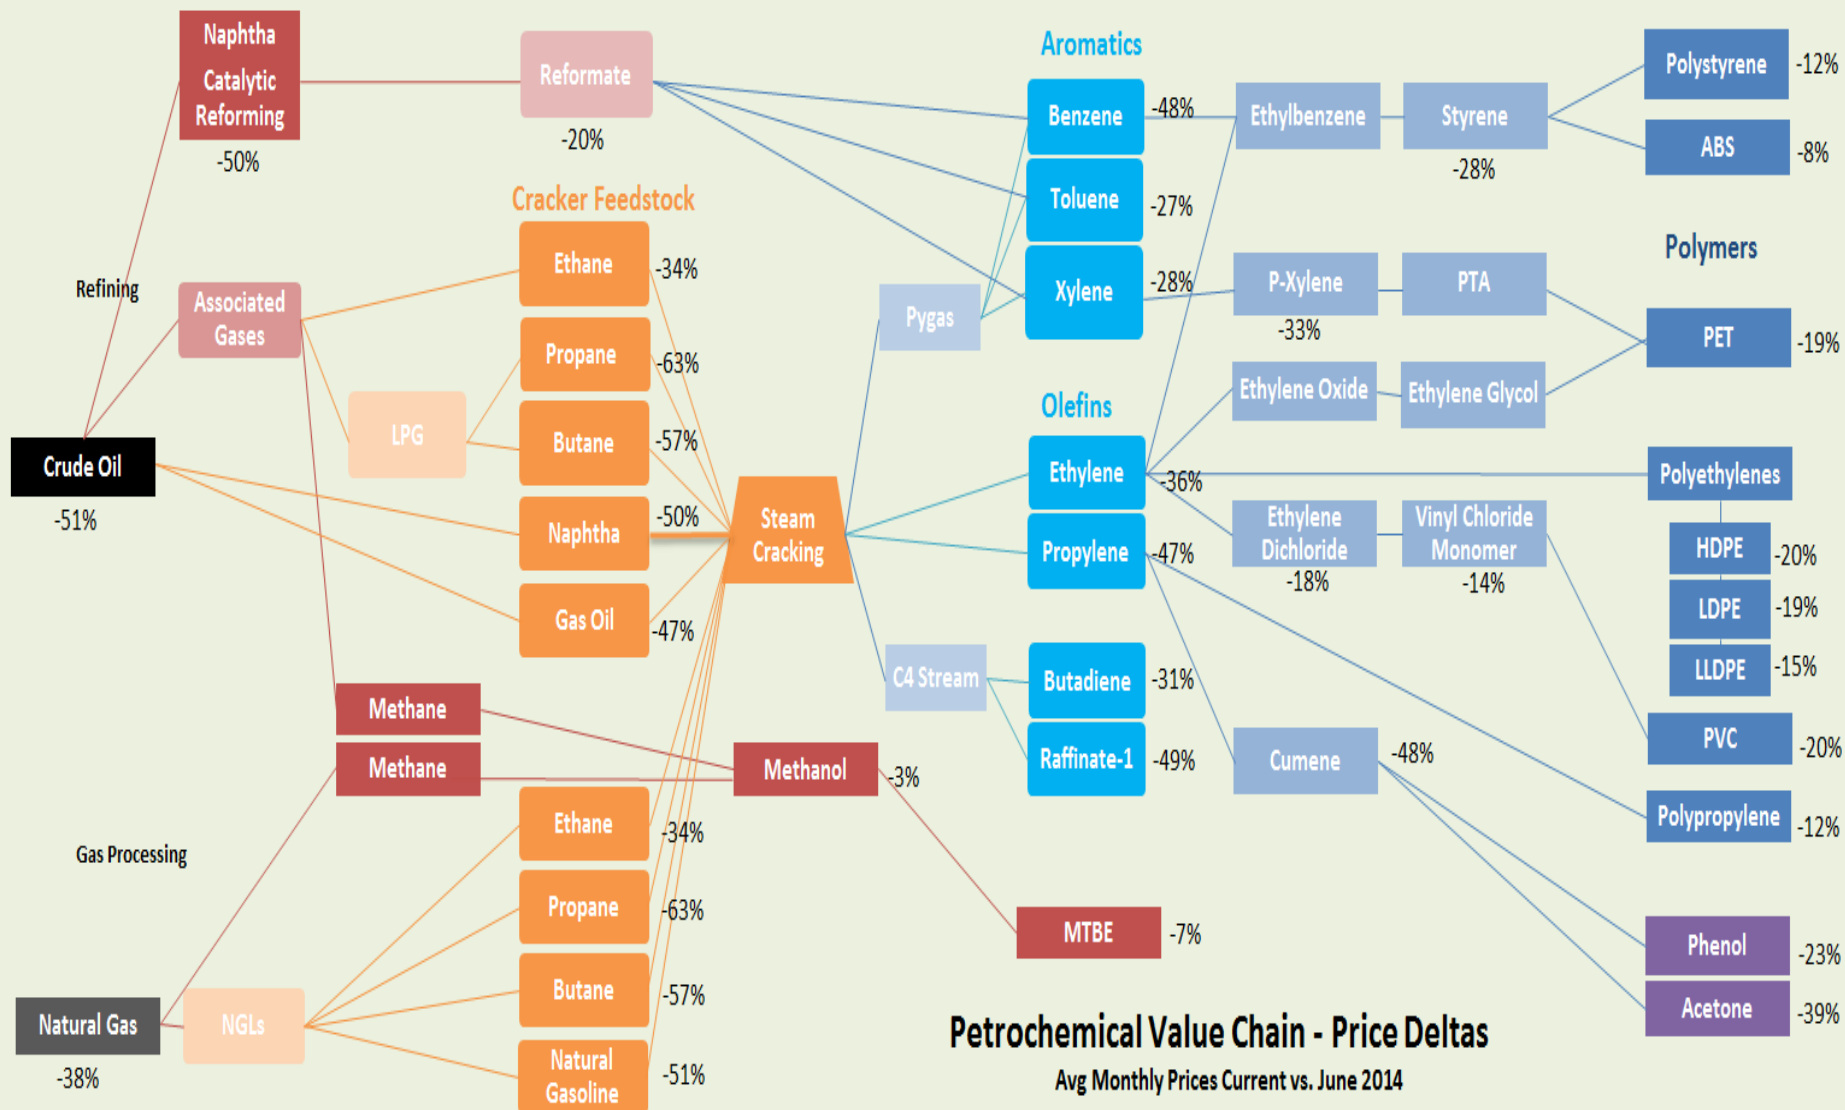 Naphtha
Catalytic
Reforming
-50%
Reformate
-20%
Aromatics
Benzene
-48%
Ethylbenzene
Styrene
-28%
Polystyrene
-12%
ABS
-8%
Toluene
-27%
Xylene
-28%
P-Xylene
-33%
PTA
Polymers
PET
-19%
Cracker Feedstock
Ethane
-34%
Refining
Associated
Gases
Propane
-63%
Pygas
LPG
Butane
-57%
Olefins
Ethylene Oxide
Ethylene Glycol
Crude Oil
-51%
Naphtha
-50%
Steam
Cracking
Ethylene
-36%
Polyethylenes
Propylene
-47%
Ethylene
Dichloride
-18%
Vinyl Chloride
Monomer
-14%
HDPE
-20%
LDPE
-19%
LLDPE
-15%
Gas Oil
-47%
C4 Stream
Butadiene
-31%
Raffinate-1
-49%
Methane
Methane
Methanol
-3%
Cumene
-48%
PVC
-20%
Polypropylene
-12%
Gas Processing
Ethane
-34%
Propane
-63%
Butane
-57%
Natural
Gasoline
-51%
MTBE
-7%
Phenol
-23%
Acetone
-39%
Natural Gas
-38%
NGLs
Petrochemical Value Chain - Price Deltas
Avg Monthly Prices Current vs. June 2014